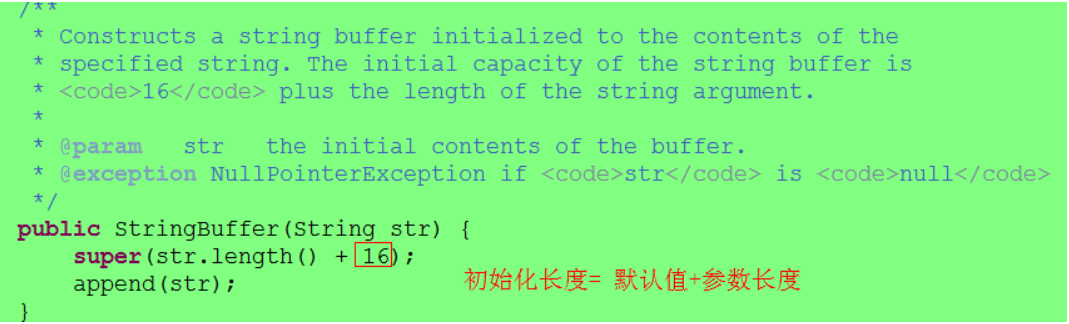 /**
* Constructs a string buffer initialized to the contents of the
* specified string. The initial capacity of the string buffer is
* <code>16</code> plus the length of the string argument.
*
* @param   str   the initial contents of the buffer.
* @exception NullPointerException if <code>str</code> is <code>null</code>
*/
public StringBuffer(String str) {
super(str.length() + 16);
append(str);
初始化长度= 默认值+参数长度
}